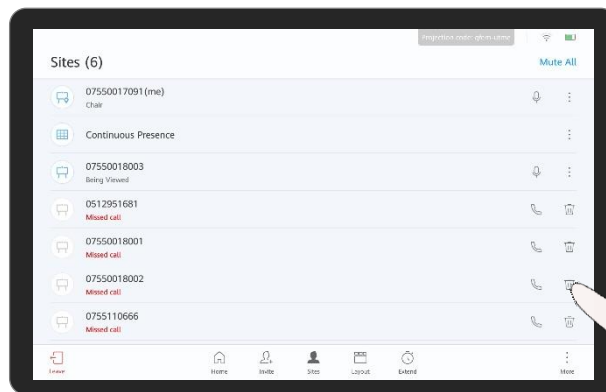 Sites (6)
Mute All
07550017091(me)
Chair
Continuous Presence
07550018003
Being Viewed
0512951681
Missed call
07550018001
Missed call
07550018002
Missed call
0755110666
Missed call
Leave
Home
Invite
Sites
Layout
Extend
More